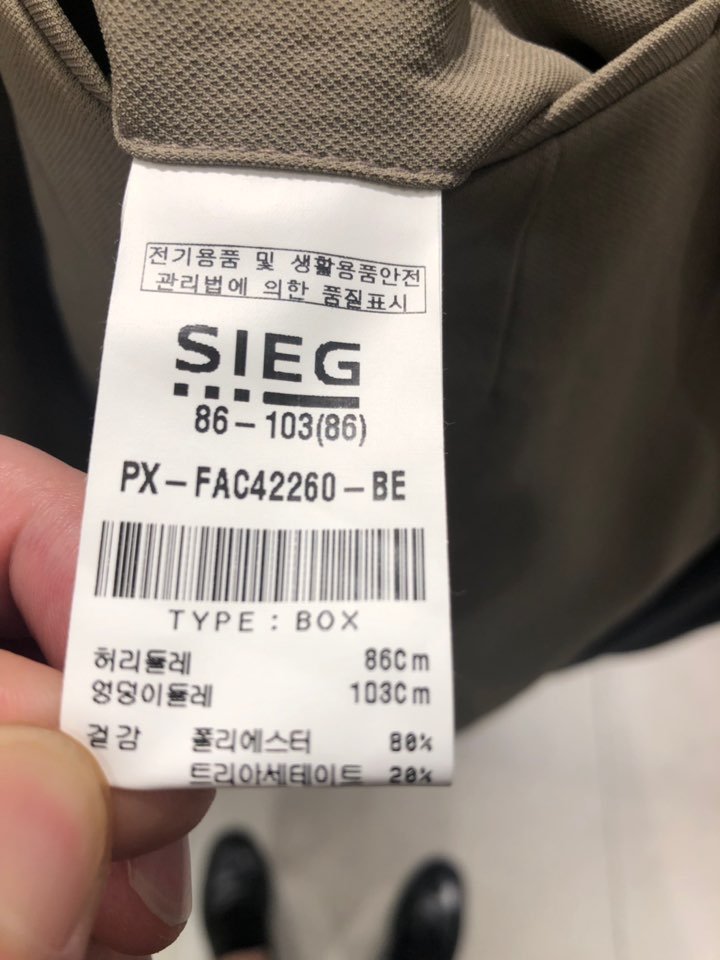 전기용품 및 생활용품안전
관리법에 의한 품질표시
SIEG
86-103(86)
PX-FAC42260-BE
TYPE : BOX
허리둘레 86Cm
엉덩이둘레 103Cm
겉감 폴리에스터 80%
트리아세테이트 20%